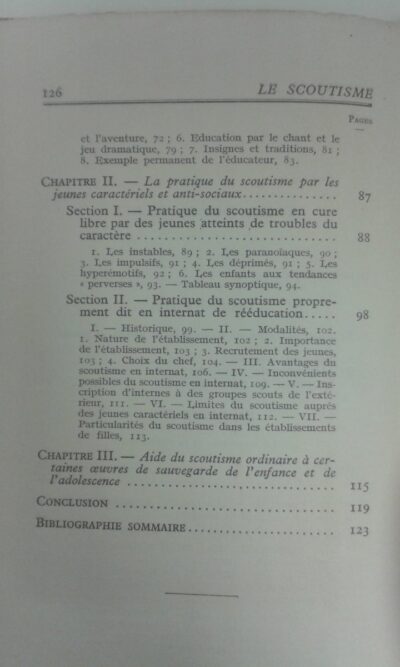 126 LE SCOUTISME
PAGES
et l'aventure, 72 ; 6. Education par le chant et le
jeu dramatique, 79 ; 7. Insignes et traditions, 81 ;
8. Exemple permanent de l'éducateur, 83.
CHAPITRE II. — La pratique du scoutisme par les
jeunes caractériels et anti-sociaux............... 87
Section I. — Pratique du scoutisme en cure
libre par des jeunes atteints de troubles du
caractère .............................. 88
1. Les instables, 89 ; 2. Les paranoïaques, 90 ;
3. Les impulsifs, 91 ; 4. Les déprimés, 91 ; 5. Les
hyperémotifs, 92 ; 6. Les enfants aux tendances
« perverses », 93. — Tableau synoptique, 94.
Section II. — Pratique du scoutisme propre-
ment dit en internat de rééducation..... 98
I. — Historique, 99. — II. — Modalités, 102.
1. Nature de l'établissement, 102 ; 2. Importance
de l'établissement, 103 ; 3. Recrutement des jeunes,
103 ; 4. Choix du chef, 104. — III. Avantages du
scoutisme en internat, 106. — IV. — Inconvénients
possibles du scoutisme en internat, 109. — V. — Ins-
cription d'internes à des groupes scouts de l'exté-
rieur, 111. — VI. — Limites du scoutisme auprès
des jeunes caractériels en internat, 112. — VII. —
Particularités du scoutisme dans les établissements
de filles, 113.
CHAPITRE III. — Aide du scoutisme ordinaire à cer-
taines œuvres de sauvegarde de l'enfance et de
l'adolescence .............................. 115
CONCLUSION .............................. 119
BIBLIOGRAPHIE SOMMAIRE...................... 123